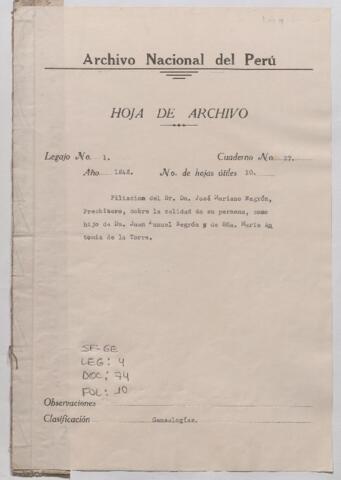 Archivo Nacional del Perú
HOJA DE ARCHIVO
Legajo No. 1. Cuaderno No. 27.
Año 1848. No. de hojas útiles 10.
Filiacion del Dr. Dn. José Mariano Negrón,
Presbítero, sobre la calidad de su persona, como
hijo de Dn. Juan Manuel Negrón y de Dña. María An
tonia de la Torre.
SF-GE
LEG: 4
DOC: 74
FOL: 10
Observaciones
Clasificación Genealogías.